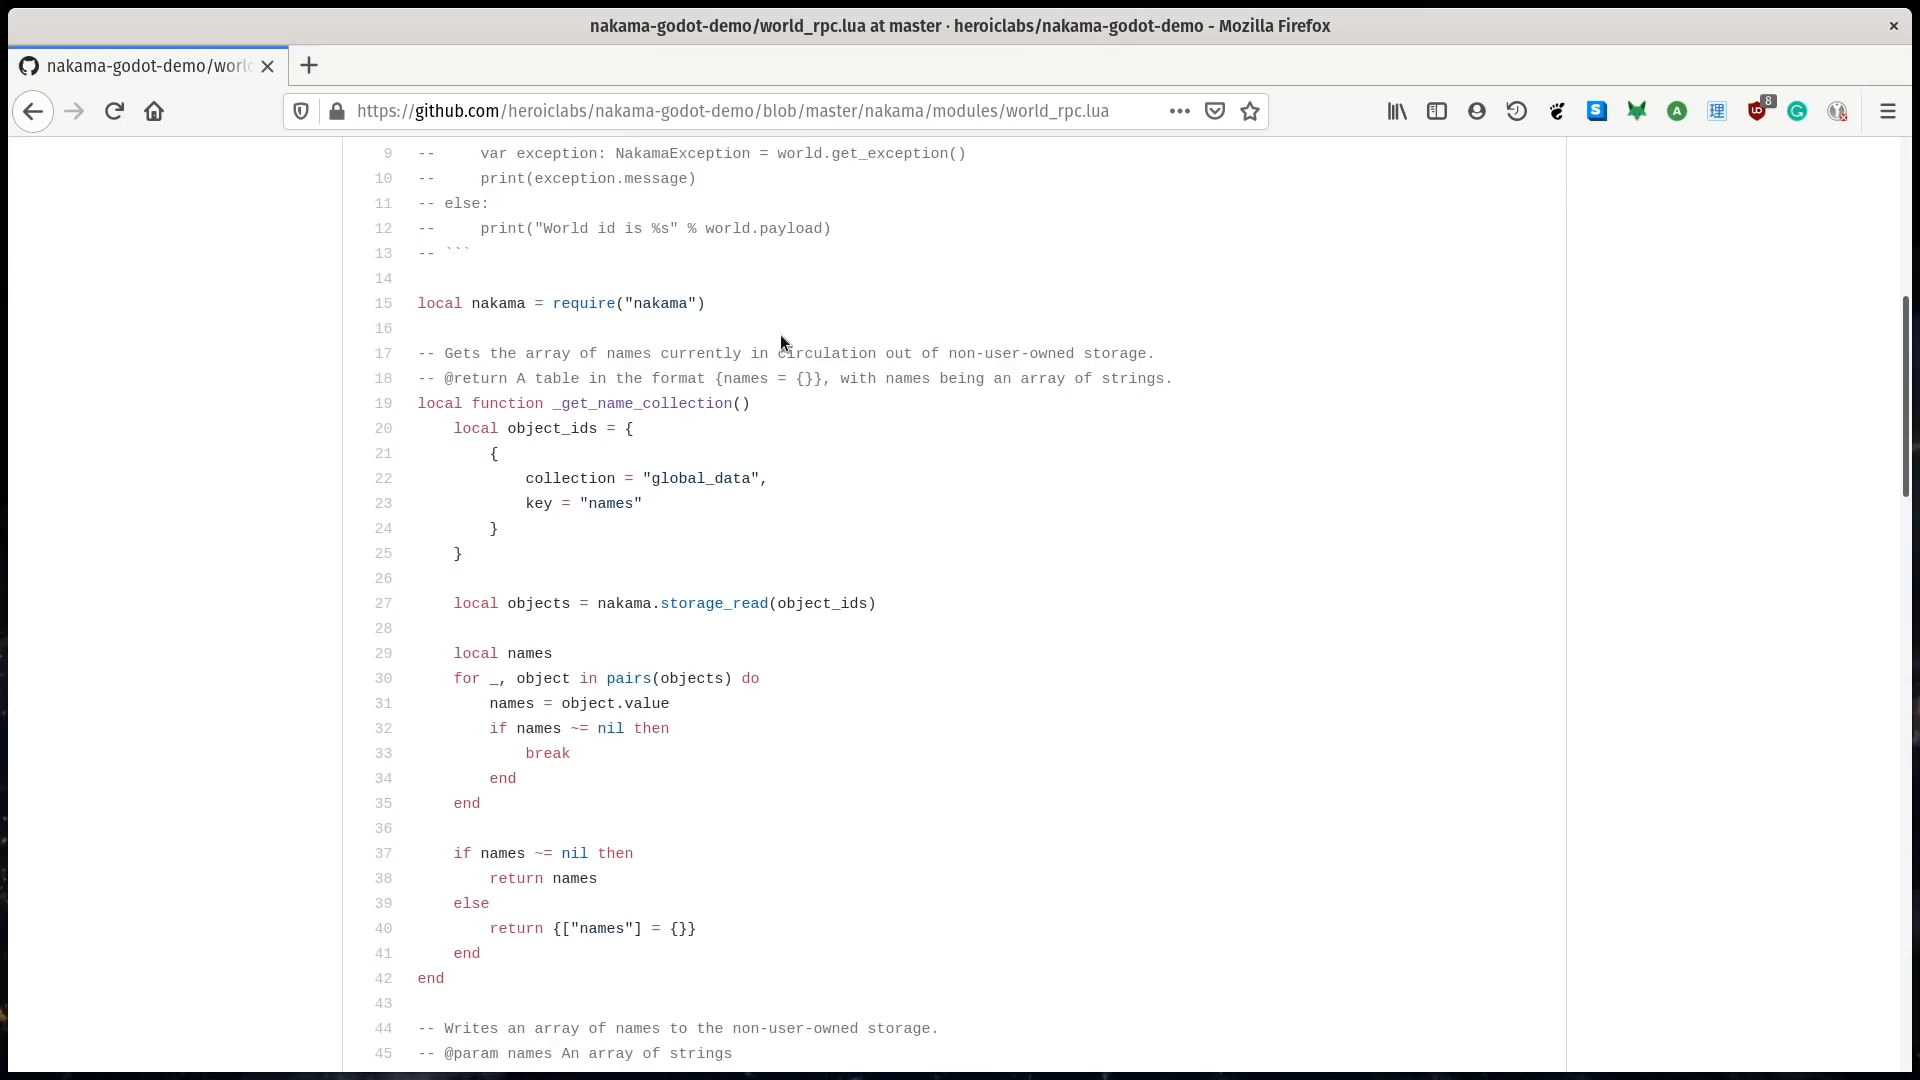 nakama-godot-demo/world_rpc.lua at master · heroiclabs/nakama-godot-demo - Mozilla Firefox
nakama-godot-demo/worl
https://github.com/heroiclabs/nakama-godot-demo/blob/master/nakama/modules/world_rpc.lua
S
A
理
8
9 --     var exception: NakamaException = world.get_exception()
10 --     print(exception.message)
11 -- else:
12 --     print("World id is %s" % world.payload)
13 -- ```
14
15 local nakama = require("nakama")
16
17 -- Gets the array of names currently in circulation out of non-user-owned storage.
18 -- @return A table in the format {names = {}}, with names being an array of strings.
19 local function _get_name_collection()
20     local object_ids = {
21         {
22             collection = "global_data",
23             key = "names"
24         }
25     }
26
27     local objects = nakama.storage_read(object_ids)
28
29     local names
30     for _, object in pairs(objects) do
31         names = object.value
32         if names ~= nil then
33             break
34         end
35     end
36
37     if names ~= nil then
38         return names
39     else
40         return {["names"] = {}}
41     end
42 end
43
44 -- Writes an array of names to the non-user-owned storage.
45 -- @param names An array of strings